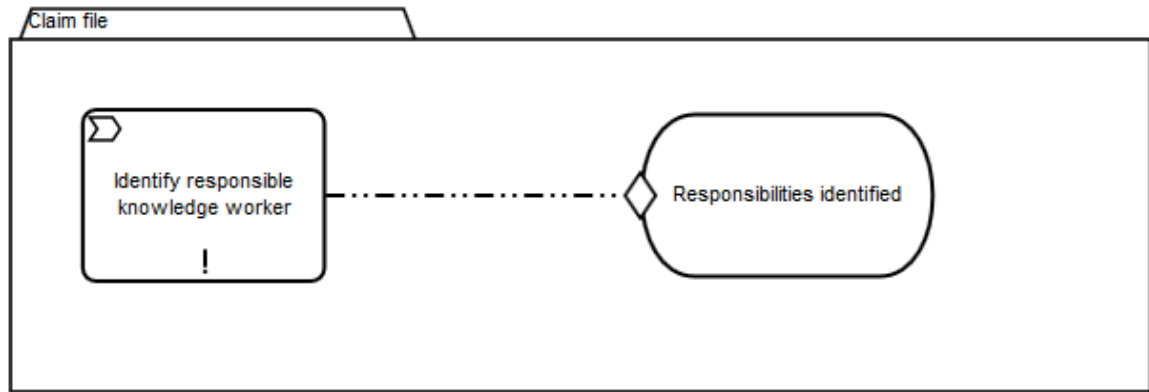 Claim file
Identify responsible
knowledge worker
!
Responsibilities identified